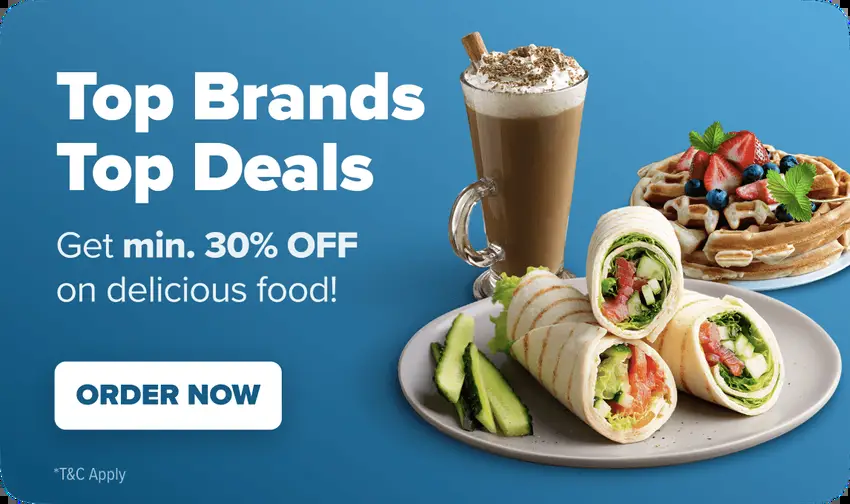 Top Brands
Top Deals
Get min. 30% OFF
on delicious food!
ORDER NOW
*T&C Apply